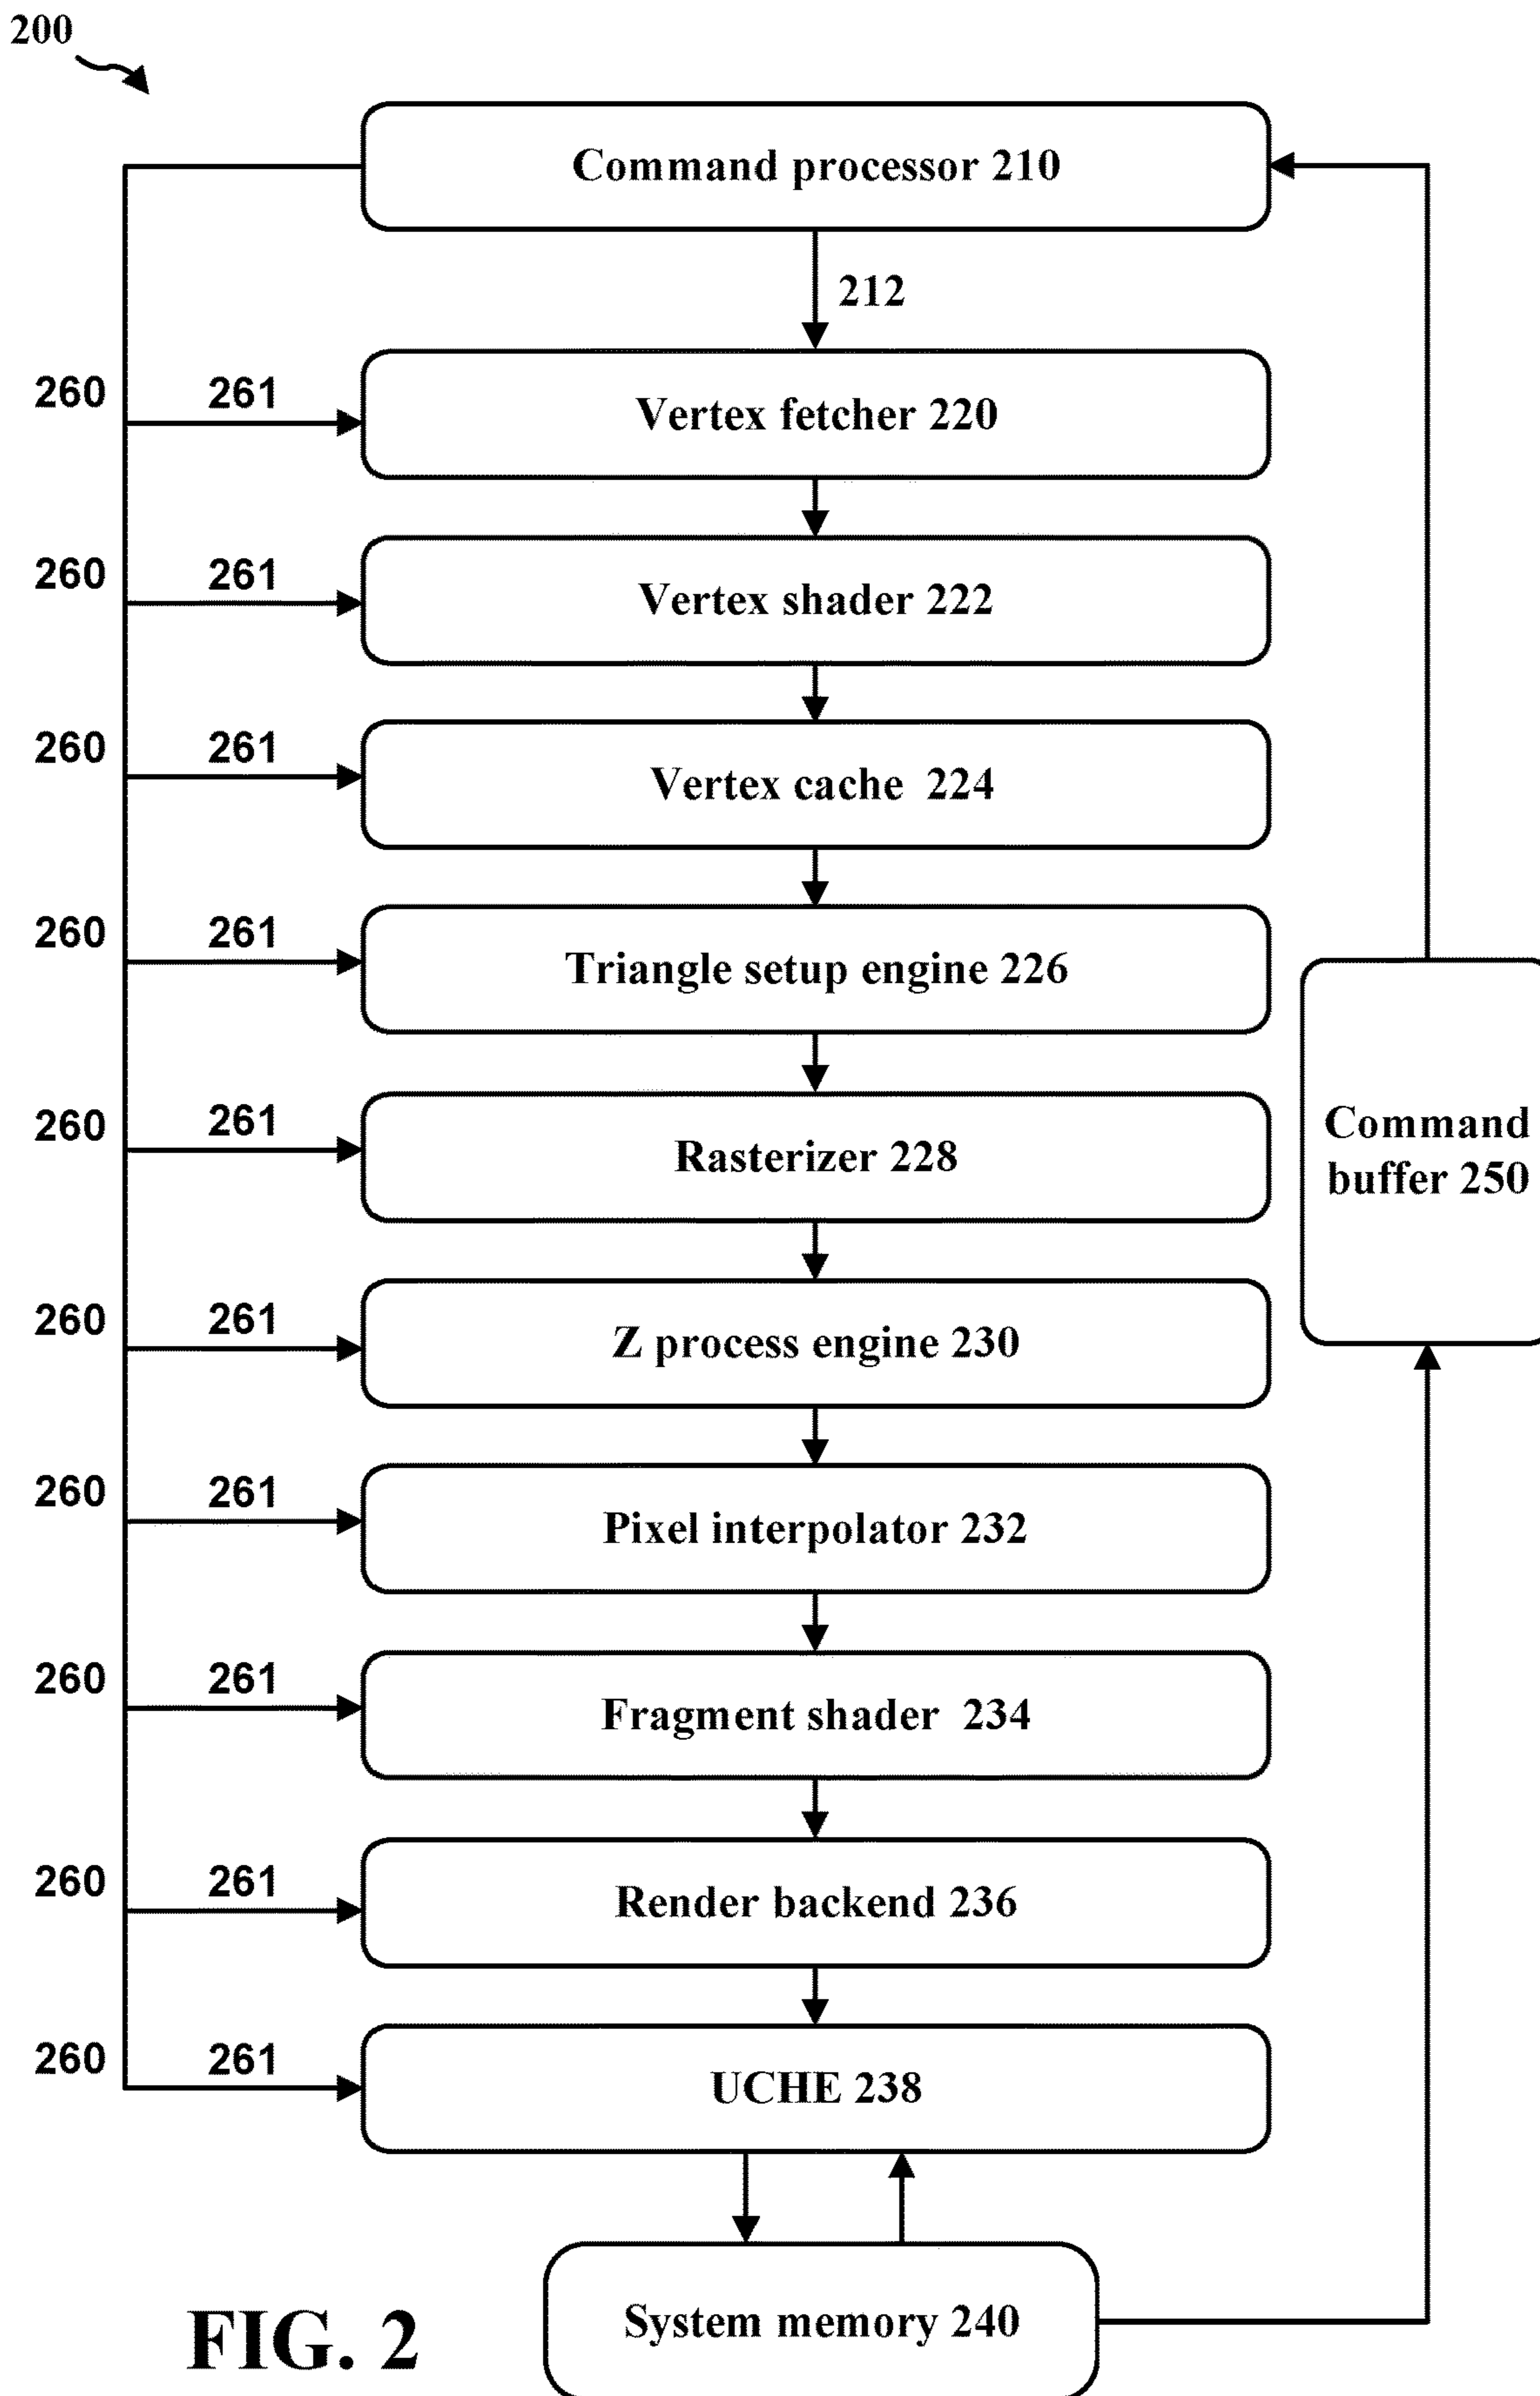 200
Command processor 210
212
260 261 Vertex fetcher 220
260 261 Vertex shader 222
260 261 Vertex cache 224
260 261 Triangle setup engine 226
260 261 Rasterizer 228
Command
buffer 250
260 261 Z process engine 230
260 261 Pixel interpolator 232
260 261 Fragment shader 234
260 261 Render backend 236
260 261 UCHE 238
System memory 240
FIG. 2